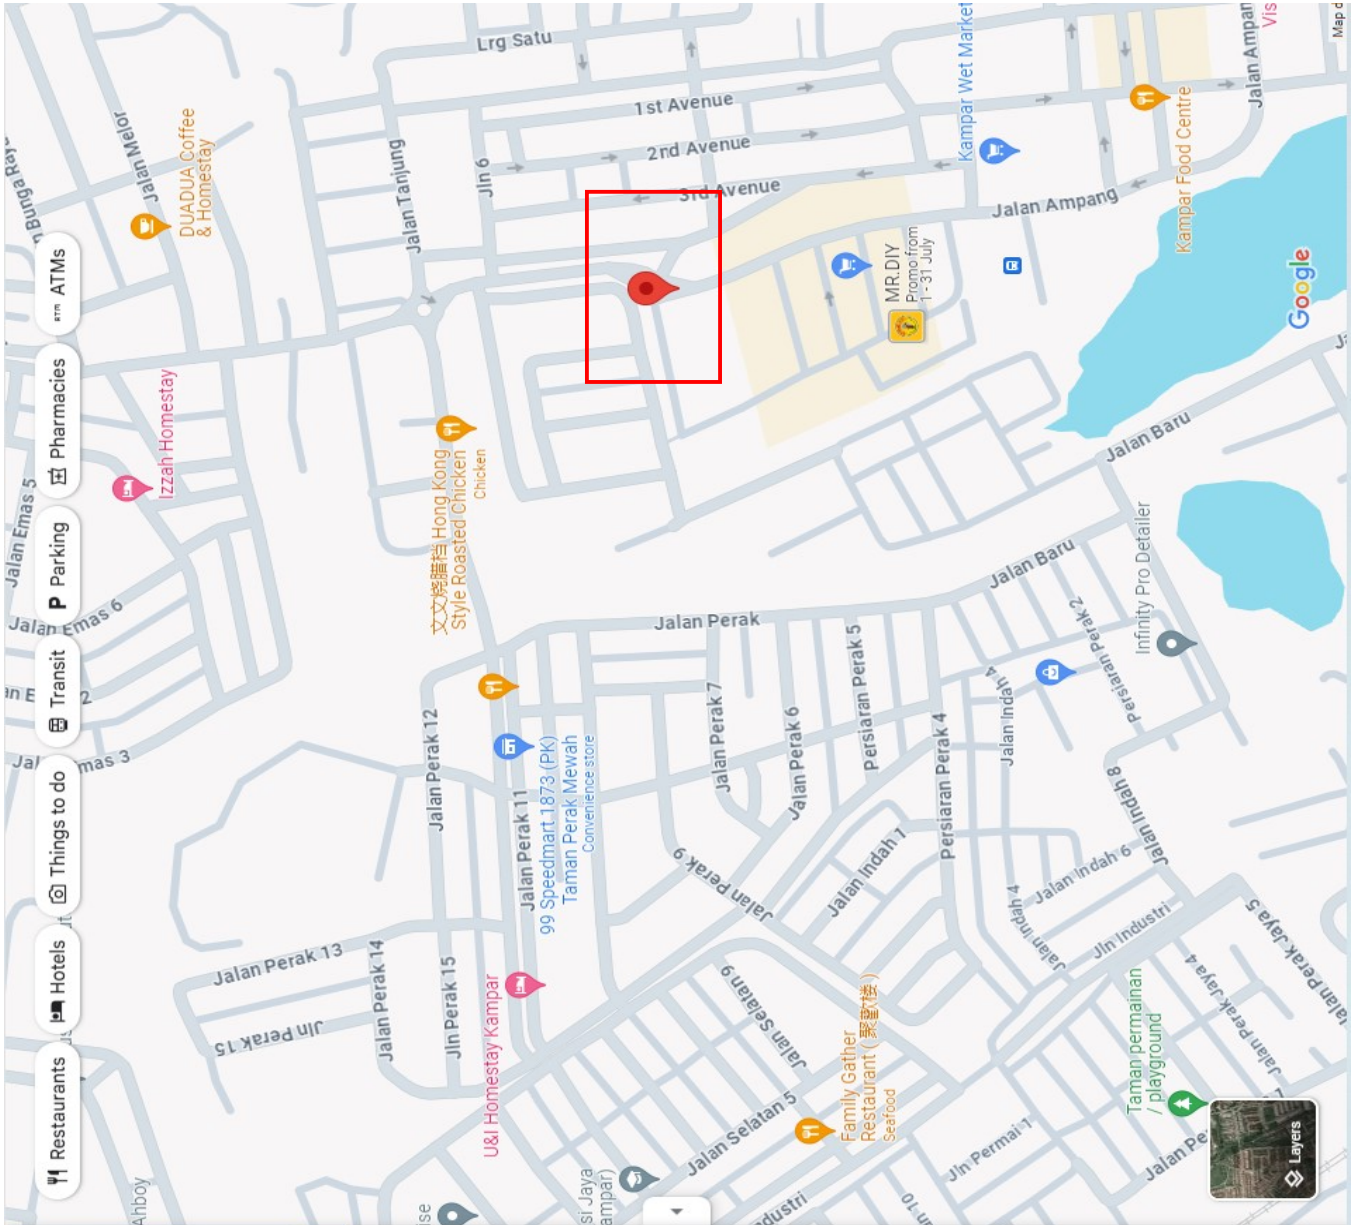 Restaurants
Hotels
Things to do
Transit
P Parking
Pharmacies
ATMs
ATM
Jalan Emas 5
Jalan Emas 6
Jalan Melor
DUADUA Coffee
& Homestay
Izzah Homestay
Lrg Satu
1st Avenue
2nd Avenue
3rd Avenue
Jln 6
Jalan Tanjung
Kampar Wet Market
Kampar Food Centre
Jalan Ampang
MR.DIY
Promo from
1 - 31 July
文文烧腊档 Hong Kong
Style Roasted Chicken
Chicken
Jalan Baru
Jalan Baru
Infinity Pro Detailer
Jalan Perak
Jalan Perak 12
Jalan Perak 11
99 Speedmart 1873 (PK)
Taman Perak Mewah
Convenience store
Jalan Perak 7
Jalan Perak 6
Persiaran Perak 5
Persiaran Perak 4
Persiaran Perak 2
Jalan Perak 9
Jalan Indah 1
Jalan Indah 4
Jalan Indah 4
Jalan Indah 6
Jalan Indah 8
Jln Industri
Jalan Perak 13
Jalan Perak 14
Jln Perak 15
Jln Perak 15
U&I Homestay Kampar
Jalan Selatan 9
Jalan Selatan 5
Family Gather
Restaurant ( 聚歡楼 )
Seafood
Jln Permai 1
Taman permainan
/ playground
Jalan Perak Jaya 4
Jalan Perak Jaya 5
Ahboy
Layers
Google
Map d